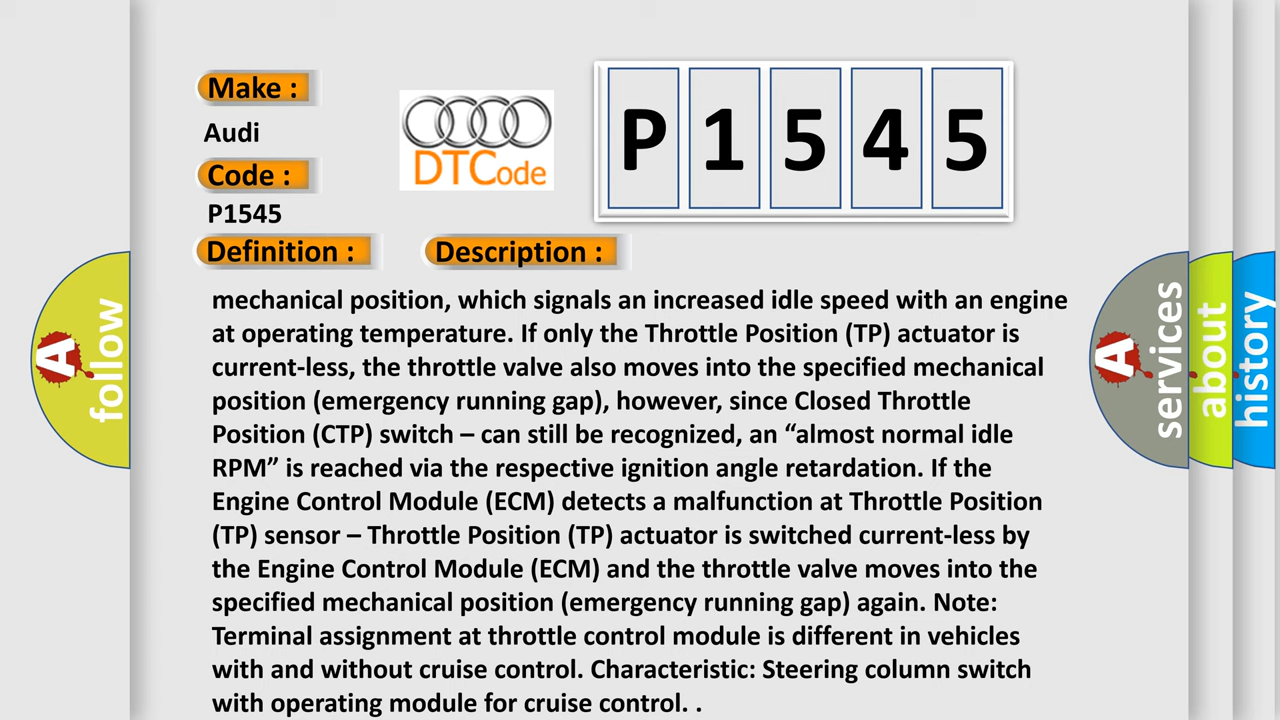 Make :
Audi
Code :
P1545
DTCode
P1545
Definition :
Description :
mechanical position, which signals an increased idle speed with an engine
at operating temperature. If only the Throttle Position (TP) actuator is
current-less, the throttle valve also moves into the specified mechanical
position (emergency running gap), however, since Closed Throttle
Position (CTP) switch – can still be recognized, an “almost normal idle
RPM” is reached via the respective ignition angle retardation. If the
Engine Control Module (ECM) detects a malfunction at Throttle Position
(TP) sensor – Throttle Position (TP) actuator is switched current-less by
the Engine Control Module (ECM) and the throttle valve moves into the
specified mechanical position (emergency running gap) again. Note:
Terminal assignment at throttle control module is different in vehicles
with and without cruise control. Characteristic: Steering column switch
with operating module for cruise control. .
A
follow
A
services
about
history